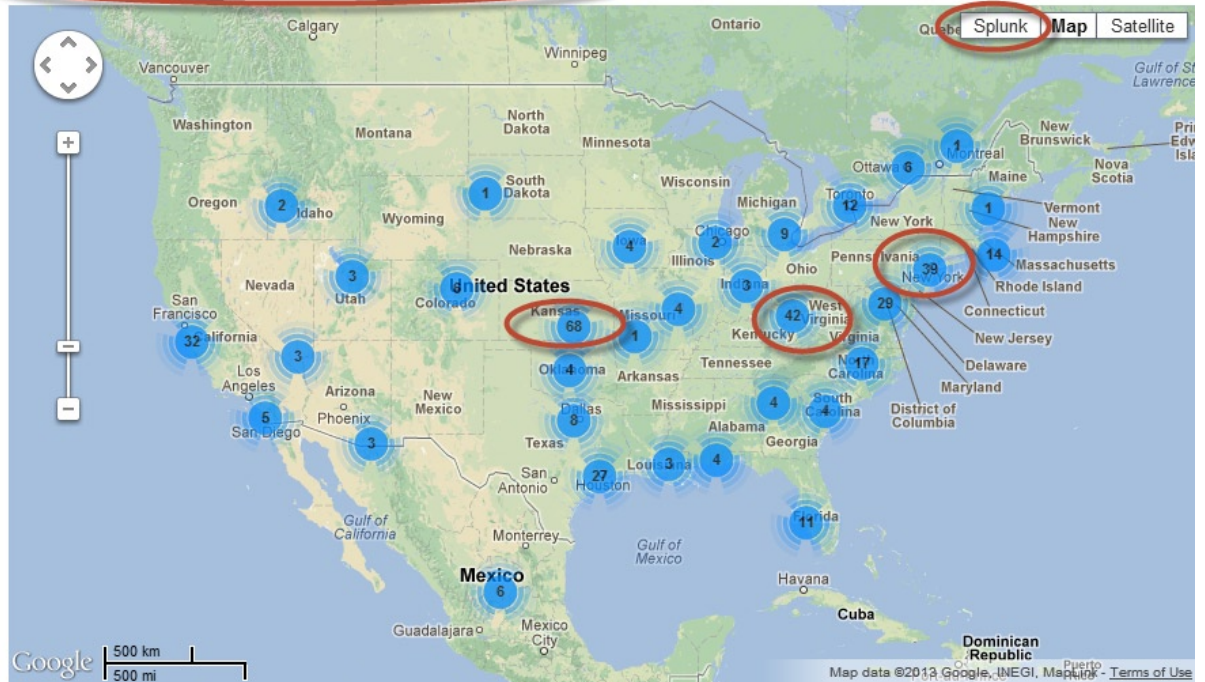 Calgary
Ontario
Quebe
Splunk
Map
Satellite
Winnipeg
Vancouver
Gulf of St
Lawrence
Washington
Montana
North
Dakota
Minnesota
New
Brunswick
Pri
Edw
Isla
1
Montreal
Ottawa
6
Nova
Scotia
Maine
Oregon
2
Idaho
1
South
Dakota
Wisconsin
Michigan
Toronto
12
Wyoming
New York
1
Vermont
New
Hampshire
Nebraska
Iowa
4
Chicago
2
9
Illinois
Pennsylvania
39
New York
14
Massachusetts
Rhode Island
Nevada
3
Utah
Colorado
United States
Indiana
3
Ohio
Connecticut
San
Francisco
California
32
Kansas
68
Missouri
4
1
42
West
Virginia
Kentucky
Virginia
29
New Jersey
Delaware
Maryland
District of
Columbia
3
Los
Angeles
Arizona
Phoenix
New
Mexico
Oklahoma
4
Arkansas
Tennessee
17
North
Carolina
5
San Diego
3
Dallas
8
Texas
Mississippi
4
Alabama
South
Carolina
4
Georgia
San
Antonio
27
Houston
Louisiana
3
4
Gulf of
California
Monterrey
Gulf of
Mexico
Florida
11
Mexico
6
Havana
Cuba
Guadalajara
Mexico
City
Dominican
Republic
Puerto
Google
500 km
500 mi
Map data ©2013 Google, INEGI, MapLink - Terms of Use